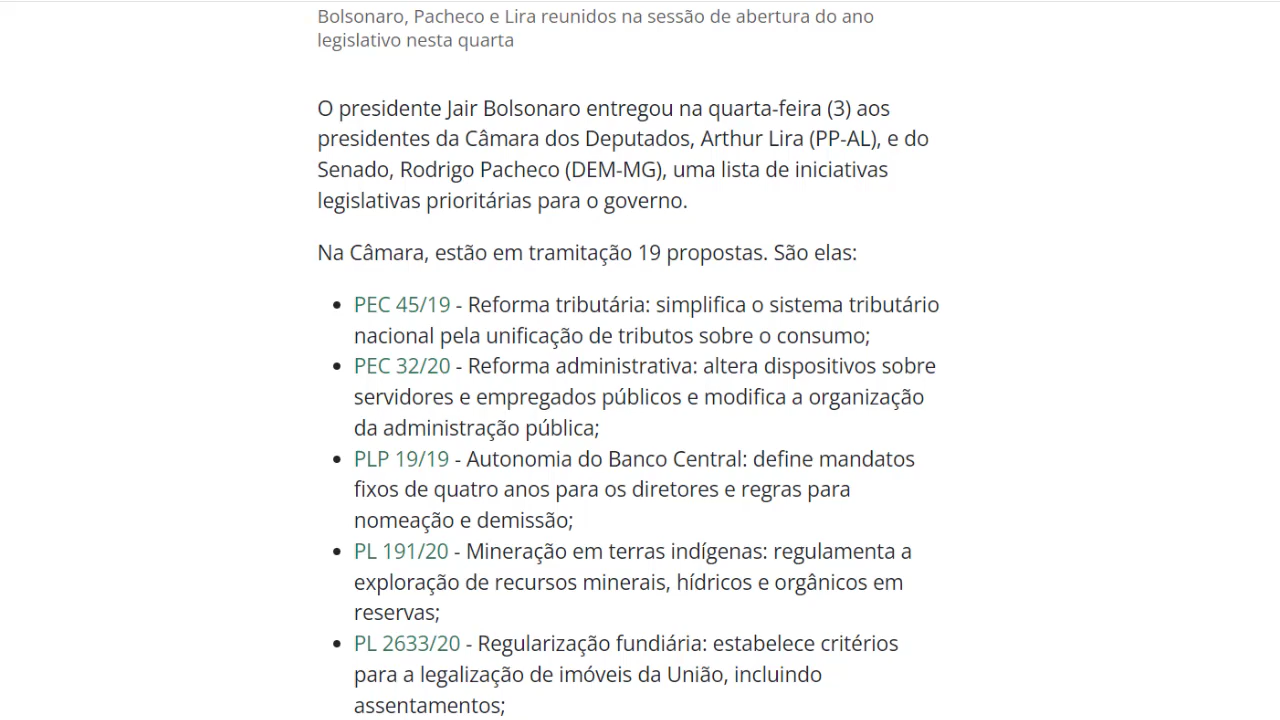 Bolsonaro, Pacheco e Lira reunidos na sessão de abertura do ano
legislativo nesta quarta
O presidente Jair Bolsonaro entregou na quarta-feira (3) aos
presidentes da Câmara dos Deputados, Arthur Lira (PP-AL), e do
Senado, Rodrigo Pacheco (DEM-MG), uma lista de iniciativas
legislativas prioritárias para o governo.
Na Câmara, estão em tramitação 19 propostas. São elas:
• PEC 45/19 - Reforma tributária: simplifica o sistema tributário
nacional pela unificação de tributos sobre o consumo;
• PEC 32/20 - Reforma administrativa: altera dispositivos sobre
servidores e empregados públicos e modifica a organização
da administração pública;
• PLP 19/19 - Autonomia do Banco Central: define mandatos
fixos de quatro anos para os diretores e regras para
nomeação e demissão;
• PL 191/20 - Mineração em terras indígenas: regulamenta a
exploração de recursos minerais, hídricos e orgânicos em
reservas;
• PL 2633/20 - Regularização fundiária: estabelece critérios
para a legalização de imóveis da União, incluindo
assentamentos;